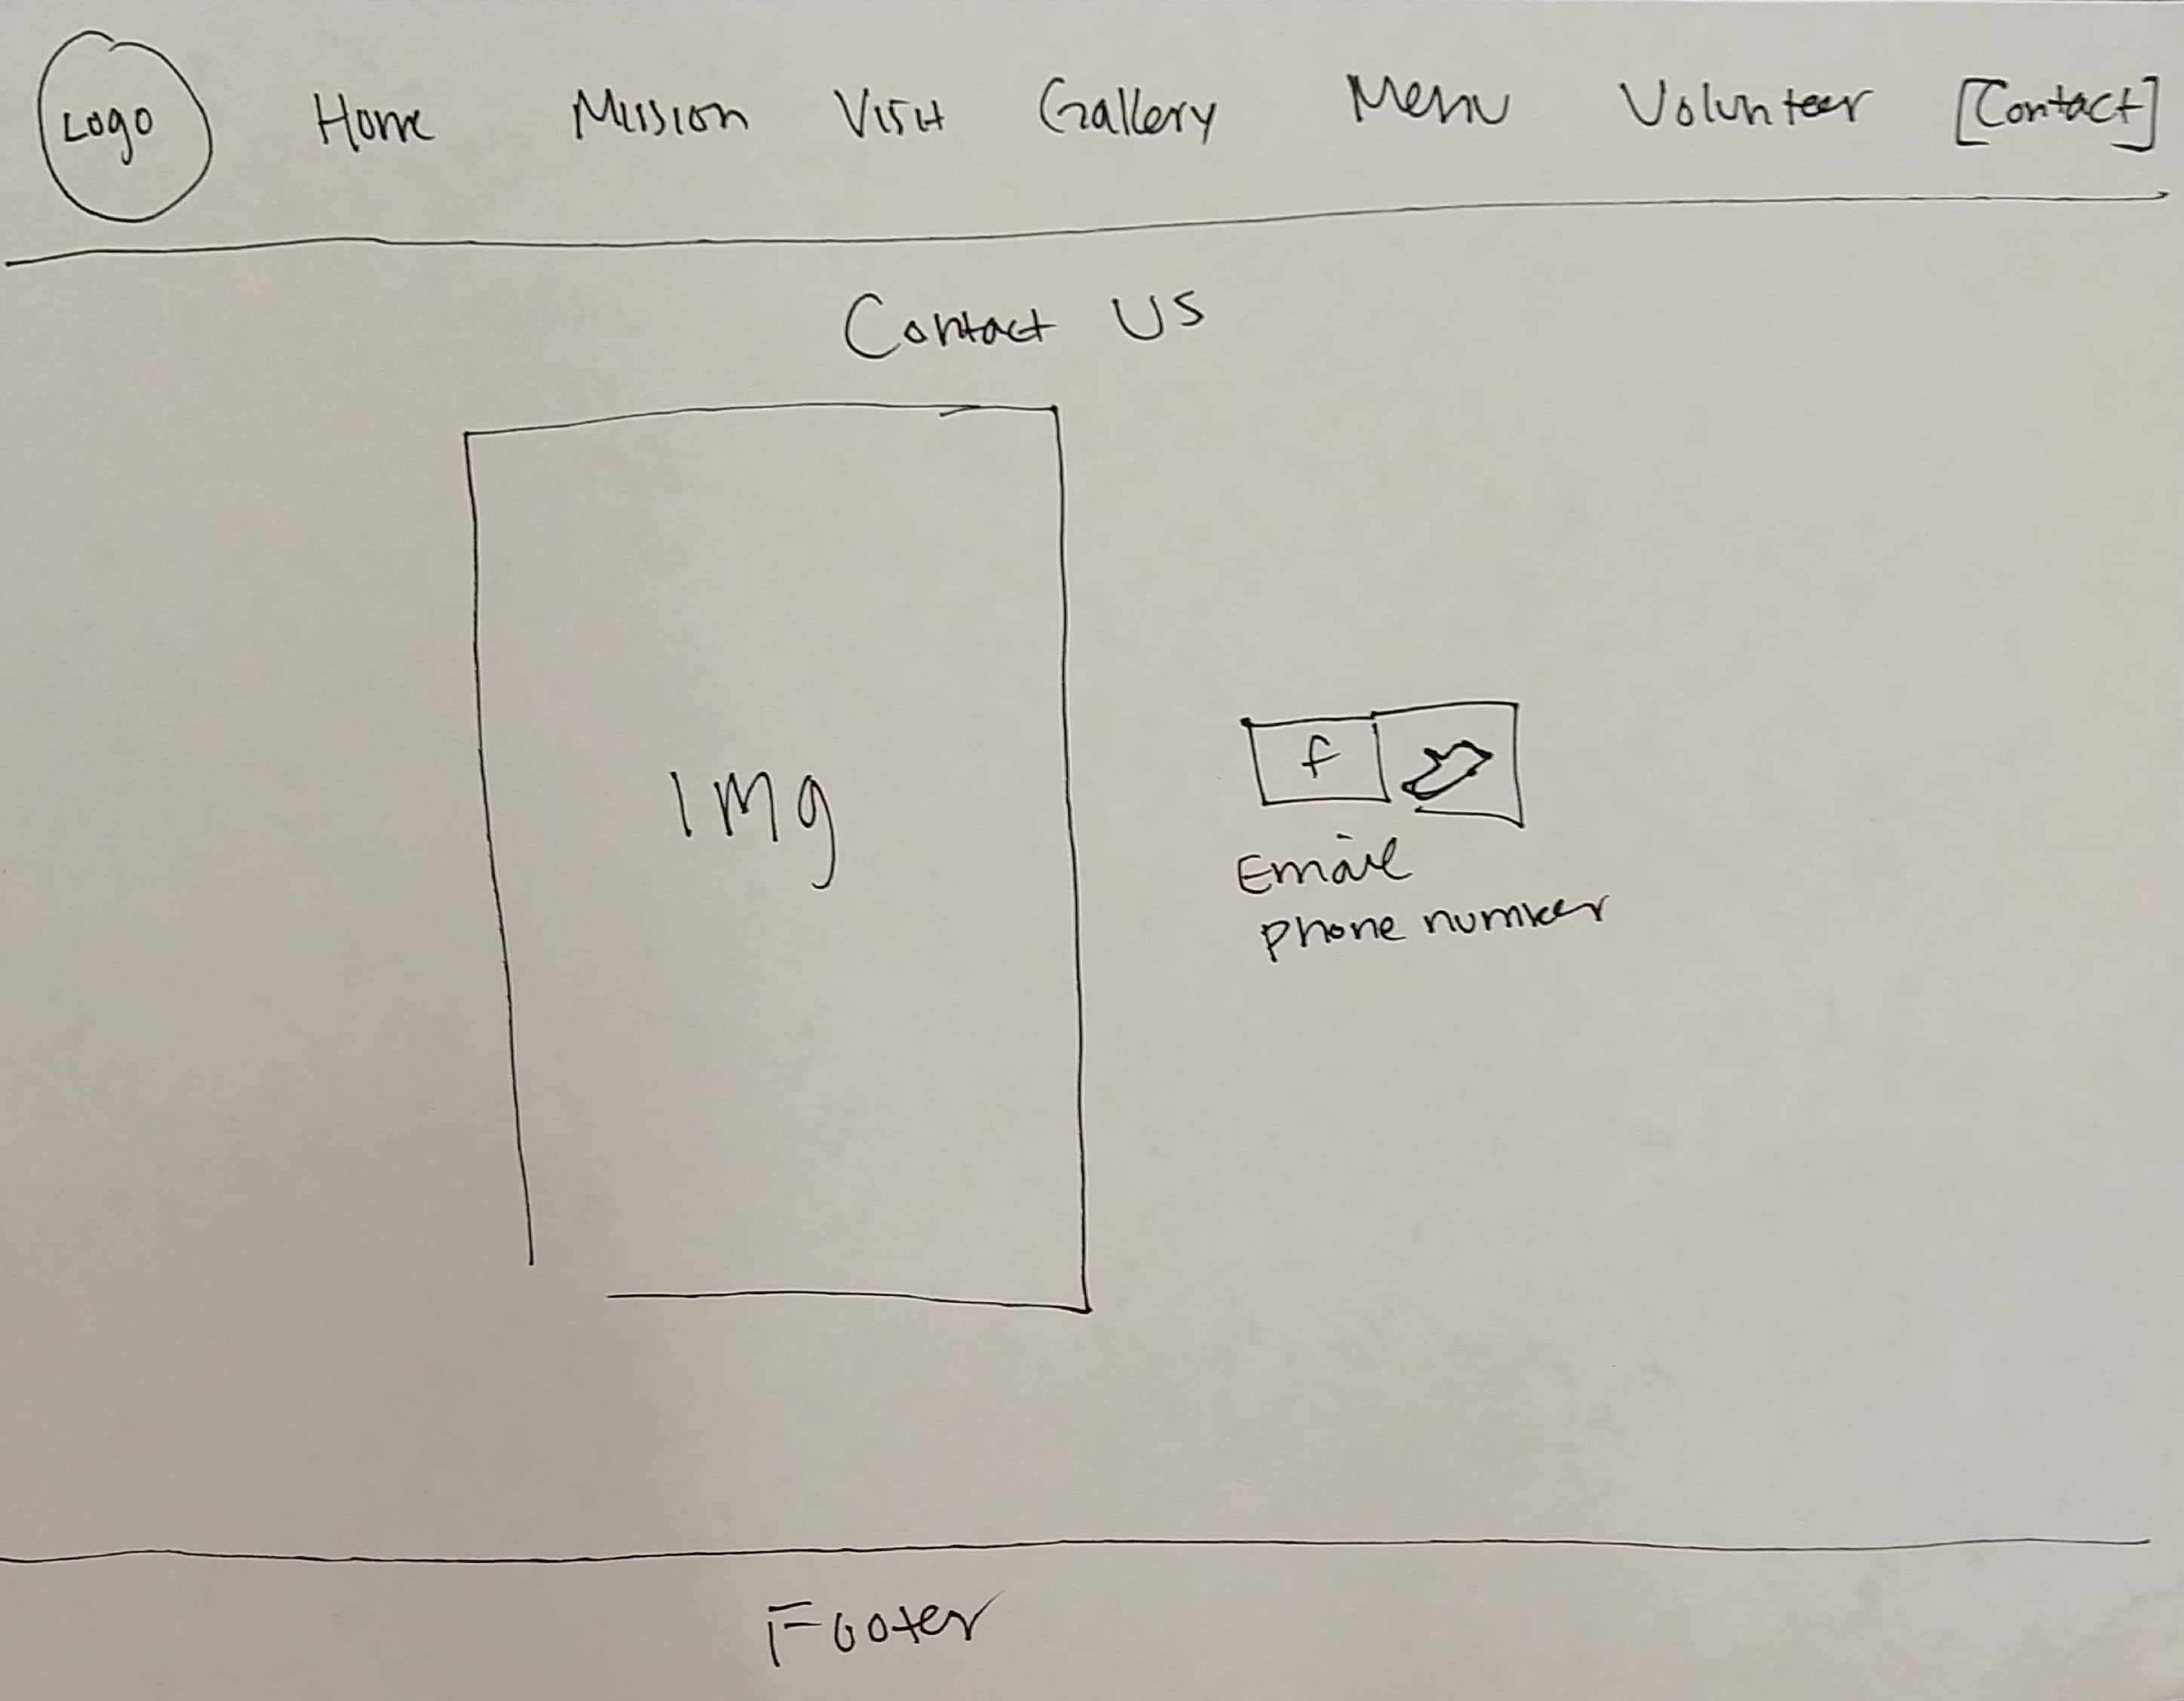 Logo Home Mission Visit Gallery Menu Volunteer [Contact]
Contact Us
Img
f
Email
Phone number
Footer